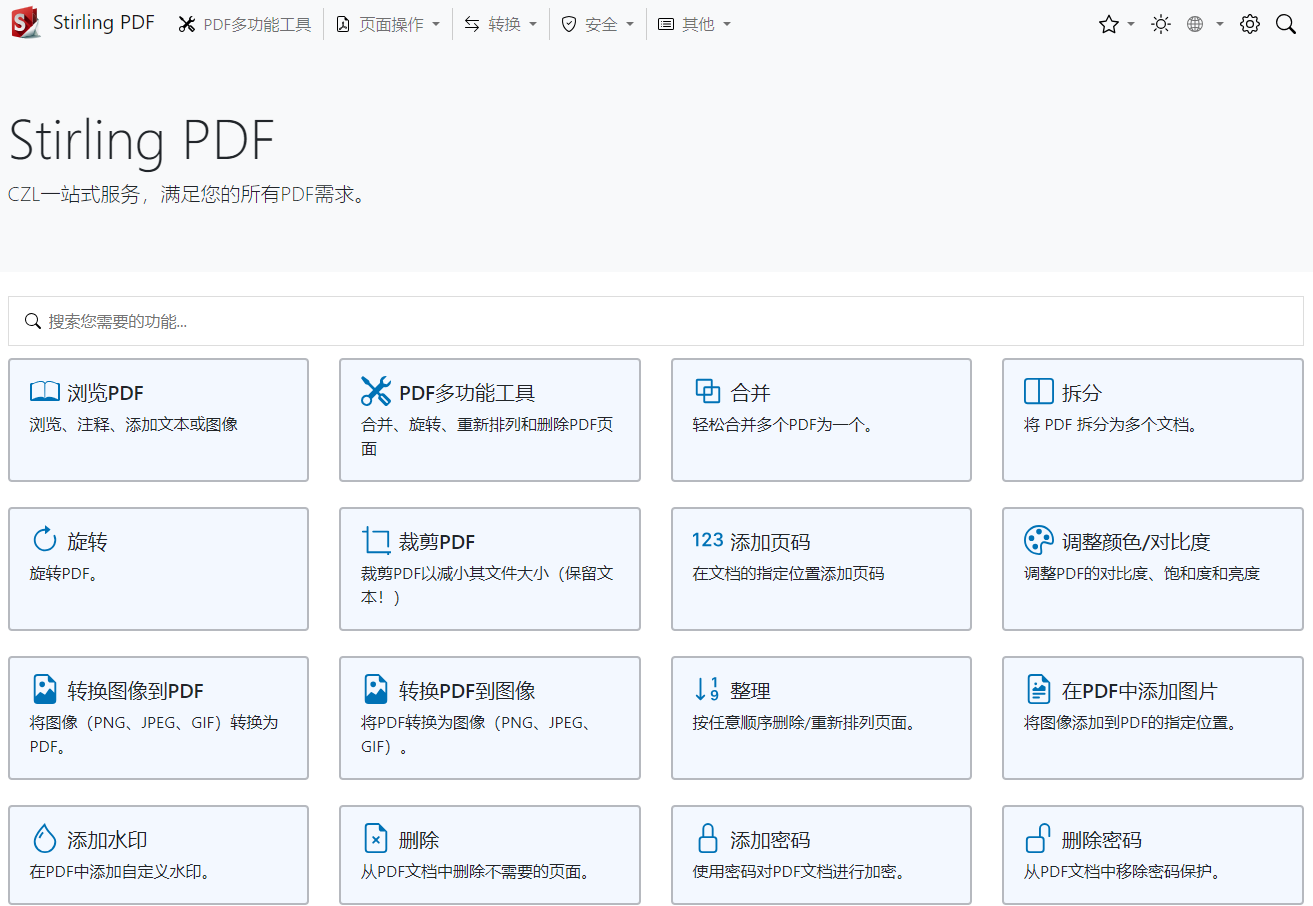 Stirling PDF
PDF多功能工具
页面操作
转换
安全
其他
Stirling PDF
CZL一站式服务，满足您的所有PDF需求。
搜索您需要的功能...
浏览PDF
浏览、注释、添加文本或图像
PDF多功能工具
合并、旋转、重新排列和删除PDF页
面
合并
轻松合并多个PDF为一个。
拆分
将 PDF 拆分为多个文档。
旋转
旋转PDF。
裁剪PDF
裁剪PDF以减小其文件大小（保留文
本！）
123 添加页码
在文档的指定位置添加页码
调整颜色/对比度
调整PDF的对比度、饱和度和亮度
转换图像到PDF
将图像（PNG、JPEG、GIF）转换为
PDF。
转换PDF到图像
将PDF转换为图像（PNG、JPEG、
GIF）。
整理
按任意顺序删除/重新排列页面。
在PDF中添加图片
将图像添加到PDF的指定位置。
添加水印
在PDF中添加自定义水印。
删除
从PDF文档中删除不需要的页面。
添加密码
使用密码对PDF文档进行加密。
删除密码
从PDF文档中移除密码保护。